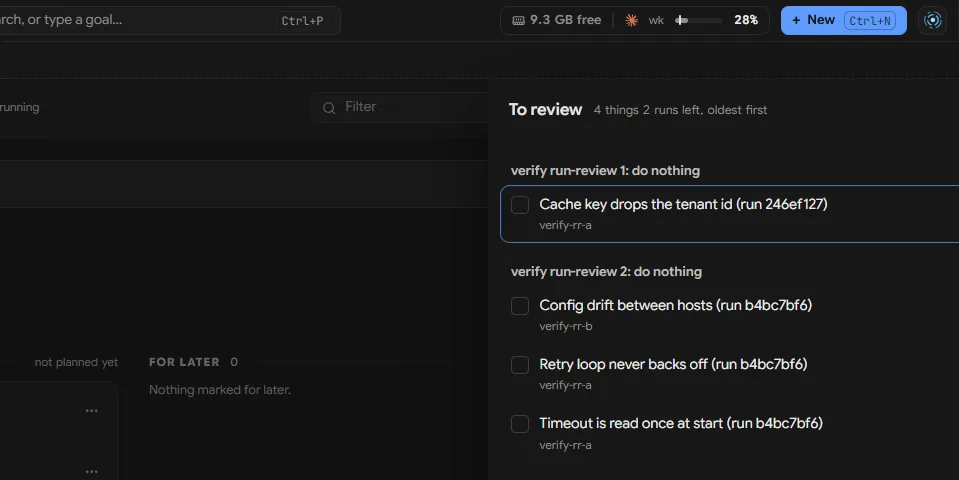 rch, or type a goal... Ctrl+P
9.3 GB free wk 28% + New Ctrl+N
running
Filter
To review 4 things 2 runs left, oldest first
verify run-review 1: do nothing
Cache key drops the tenant id (run 246ef127)
verify-rr-a
verify run-review 2: do nothing
Config drift between hosts (run b4bc7bf6)
verify-rr-b
Retry loop never backs off (run b4bc7bf6)
verify-rr-a
Timeout is read once at start (run b4bc7bf6)
verify-rr-a
not planned yet
FOR LATER 0
Nothing marked for later.